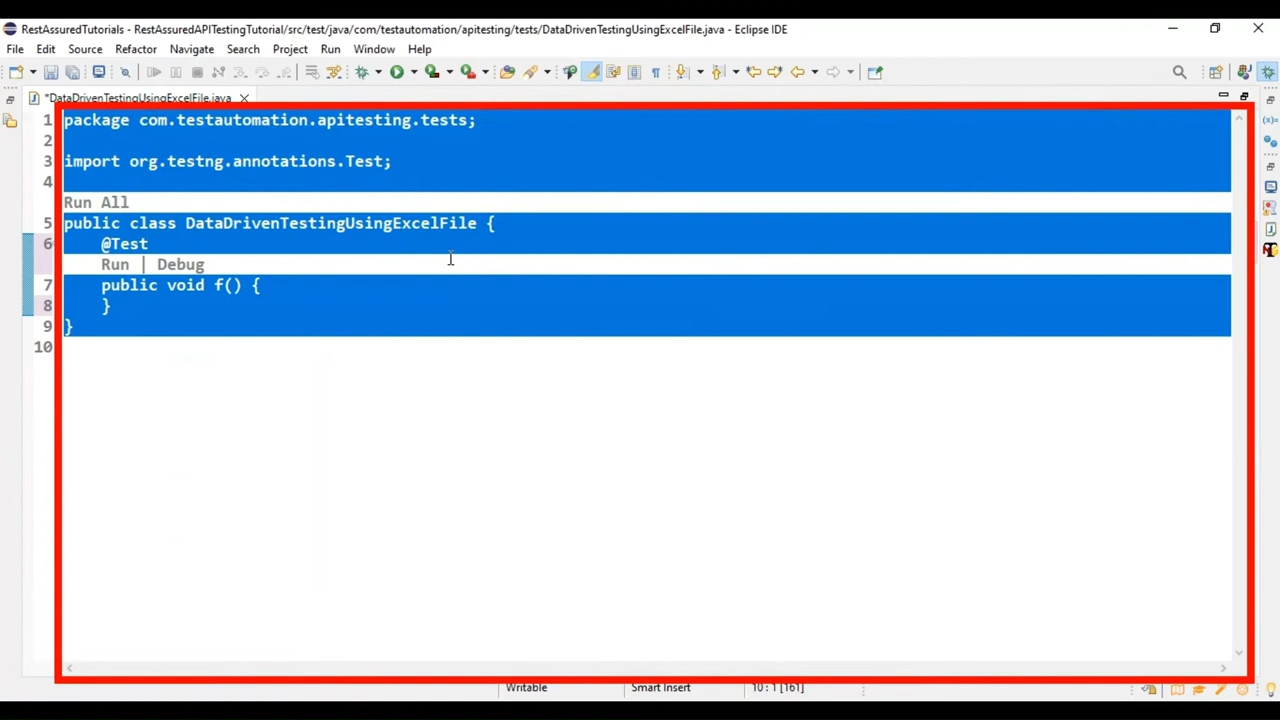 RestAssuredTutorials - RestAssuredAPITestingTutorial/src/test/java/com/testautomation/apitesting/tests/DataDrivenTestingUsingExcelFile.java - Eclipse IDE
File Edit Source Refactor Navigate Search Project Run Window Help
*DataDrivenTestingUsingExcelFile.java
1 package com.testautomation.apitesting.tests;
2
3 import org.testng.annotations.Test;
4
Run All
5 public class DataDrivenTestingUsingExcelFile {
6 @Test
Run | Debug
7 public void f() {
8 }
9 }
10
Writable Smart Insert 10 : 1 [161]